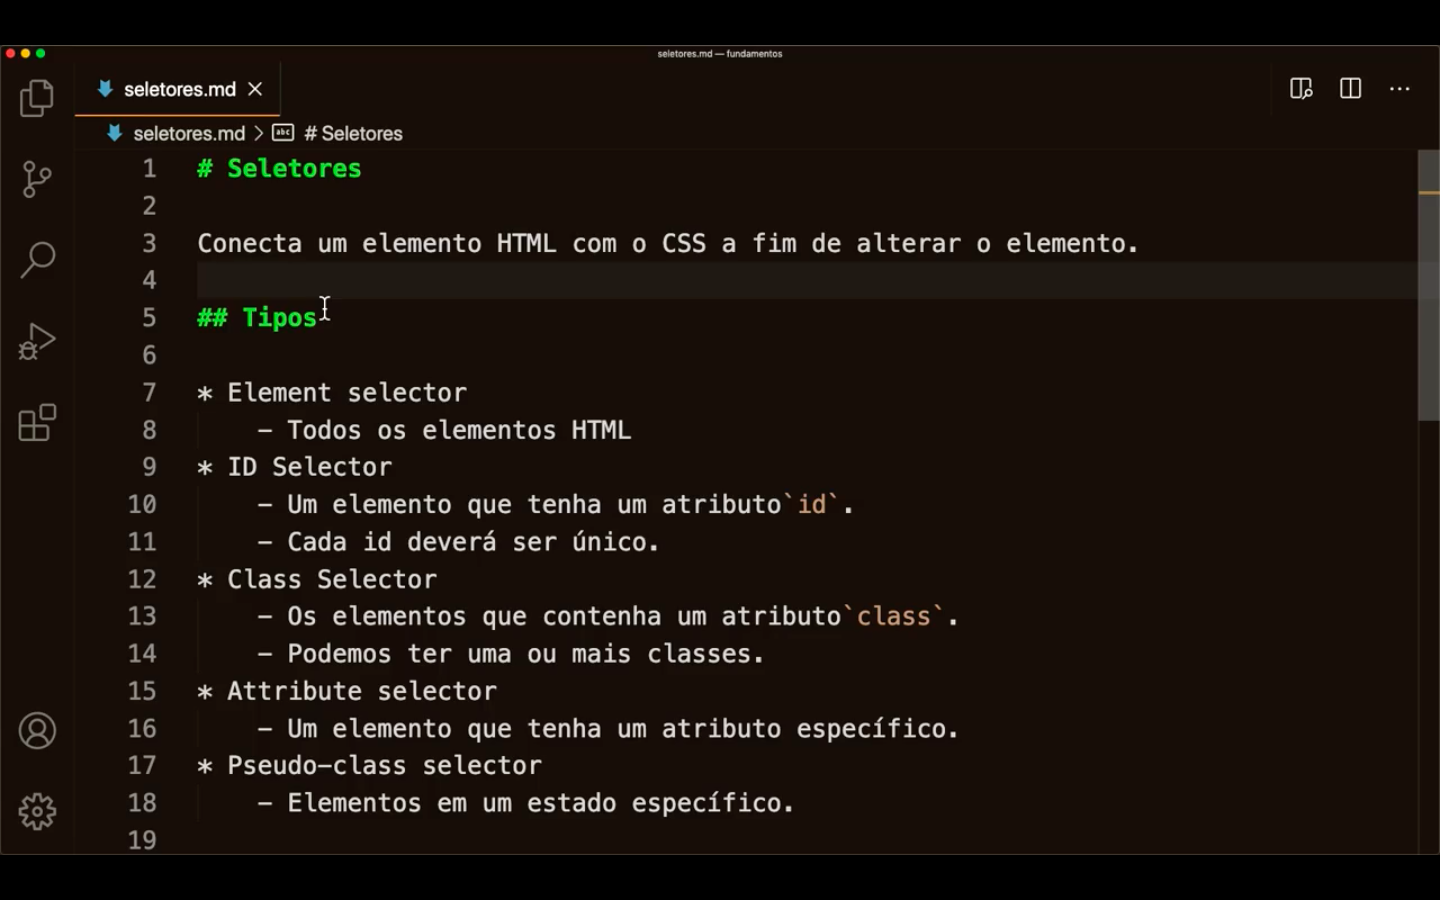 seletores.md — fundamentos
seletores.md
seletores.md > abc # Seletores
1 # Seletores
2
3 Conecta um elemento HTML com o CSS a fim de alterar o elemento.
4
5 ## Tipos
6
7 * Element selector
8 - Todos os elementos HTML
9 * ID Selector
10 - Um elemento que tenha um atributo`id`.
11 - Cada id deverá ser único.
12 * Class Selector
13 - Os elementos que contenha um atributo`class`.
14 - Podemos ter uma ou mais classes.
15 * Attribute selector
16 - Um elemento que tenha um atributo específico.
17 * Pseudo-class selector
18 - Elementos em um estado específico.
19